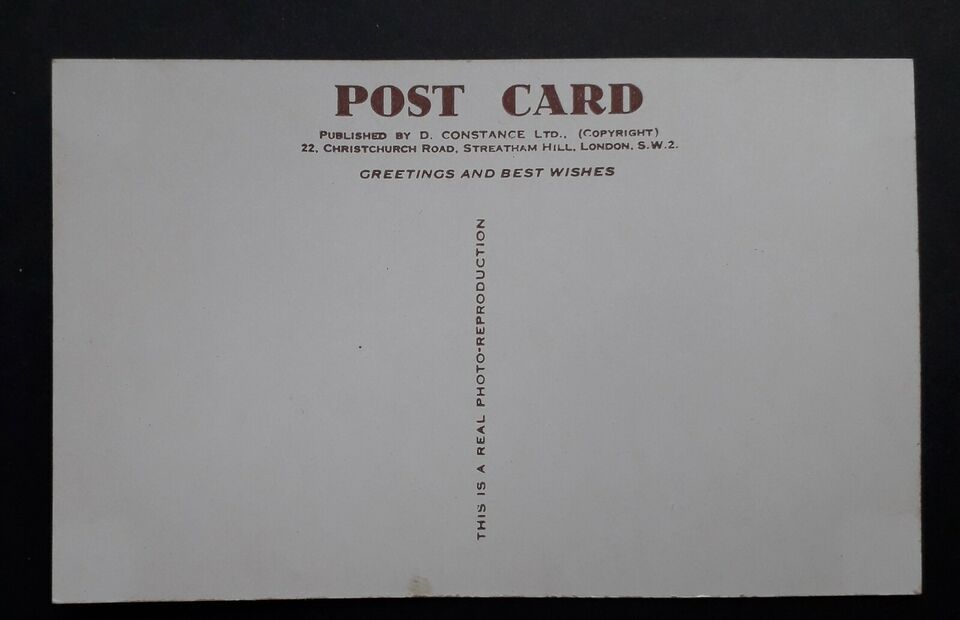 POST CARD
PUBLISHED BY D. CONSTANCE LTD., (COPYRIGHT)
22, CHRISTCHURCH ROAD, STREATHAM HILL, LONDON, S.W.2.
GREETINGS AND BEST WISHES
THIS IS A REAL PHOTO-REPRODUCTION